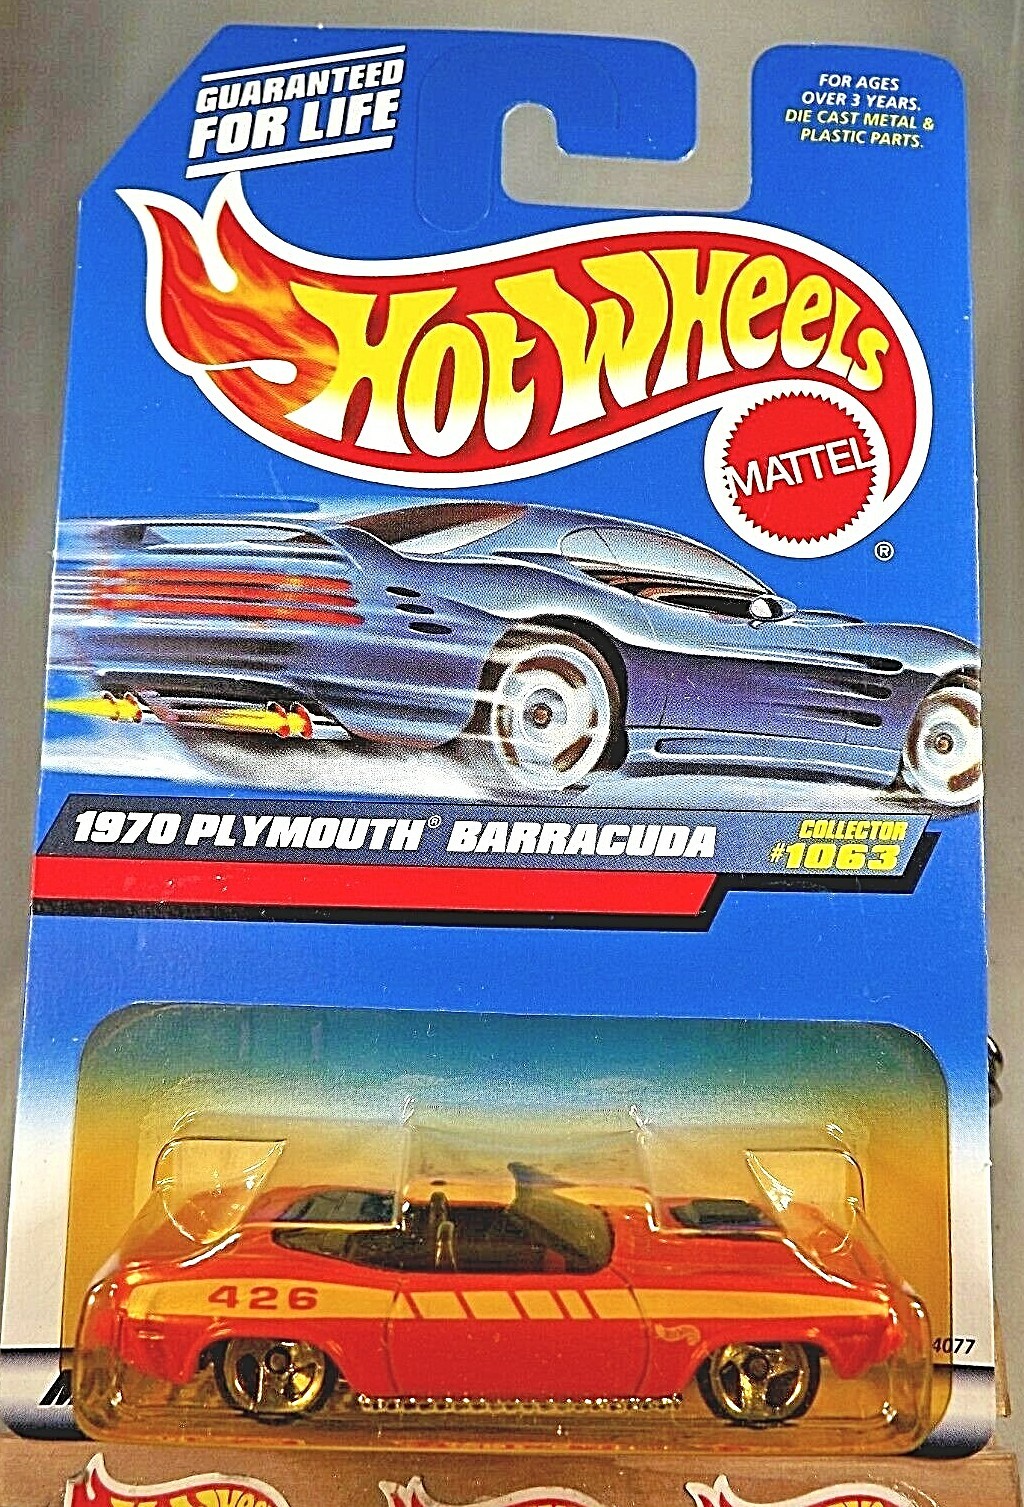 GUARANTEED
FOR LIFE
FOR AGES
OVER 3 YEARS.
DIE CAST METAL &
PLASTIC PARTS.
HOT WHEELS
MATTEL
®
1970 PLYMOUTH® BARRACUDA
COLLECTOR
#1063
426
4077